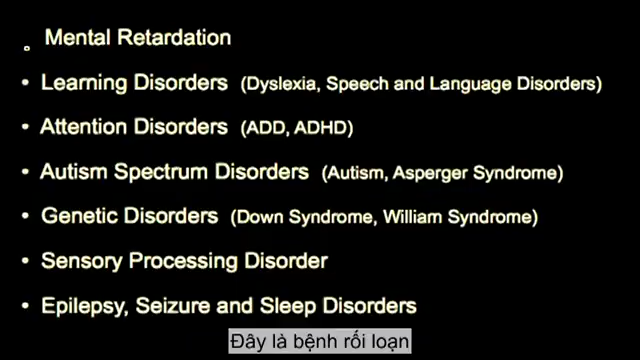 • Mental Retardation
• Learning Disorders (Dyslexia, Speech and Language Disorders)
• Attention Disorders (ADD, ADHD)
• Autism Spectrum Disorders (Autism, Asperger Syndrome)
• Genetic Disorders (Down Syndrome, William Syndrome)
• Sensory Processing Disorder
• Epilepsy, Seizure and Sleep Disorders
Đây là bệnh rối loạn